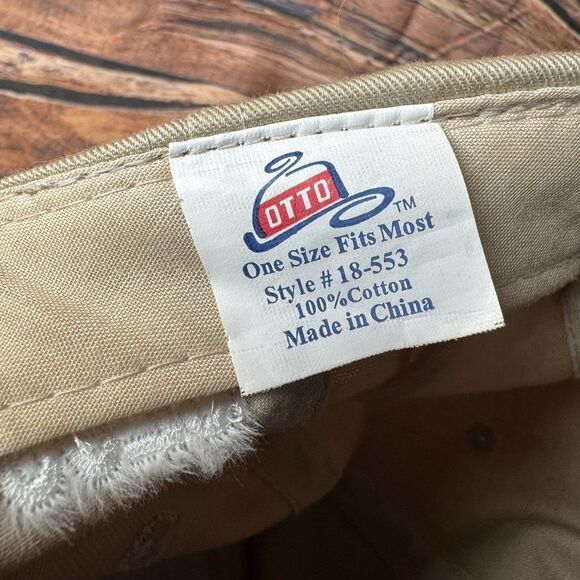 OTTO
TM
One Size Fits Most
Style # 18-553
100%Cotton
Made in China